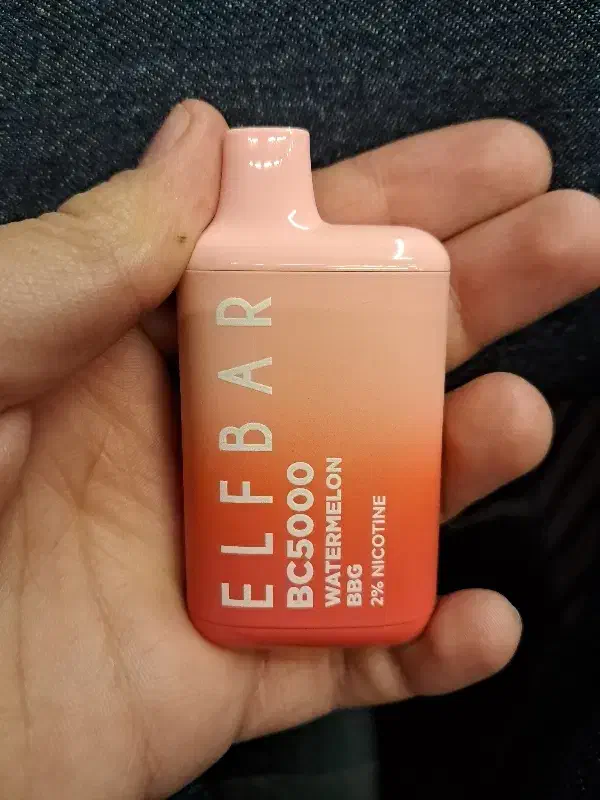 ELFBAR
BC5000
WATERMELON
BBG
2% NICOTINE